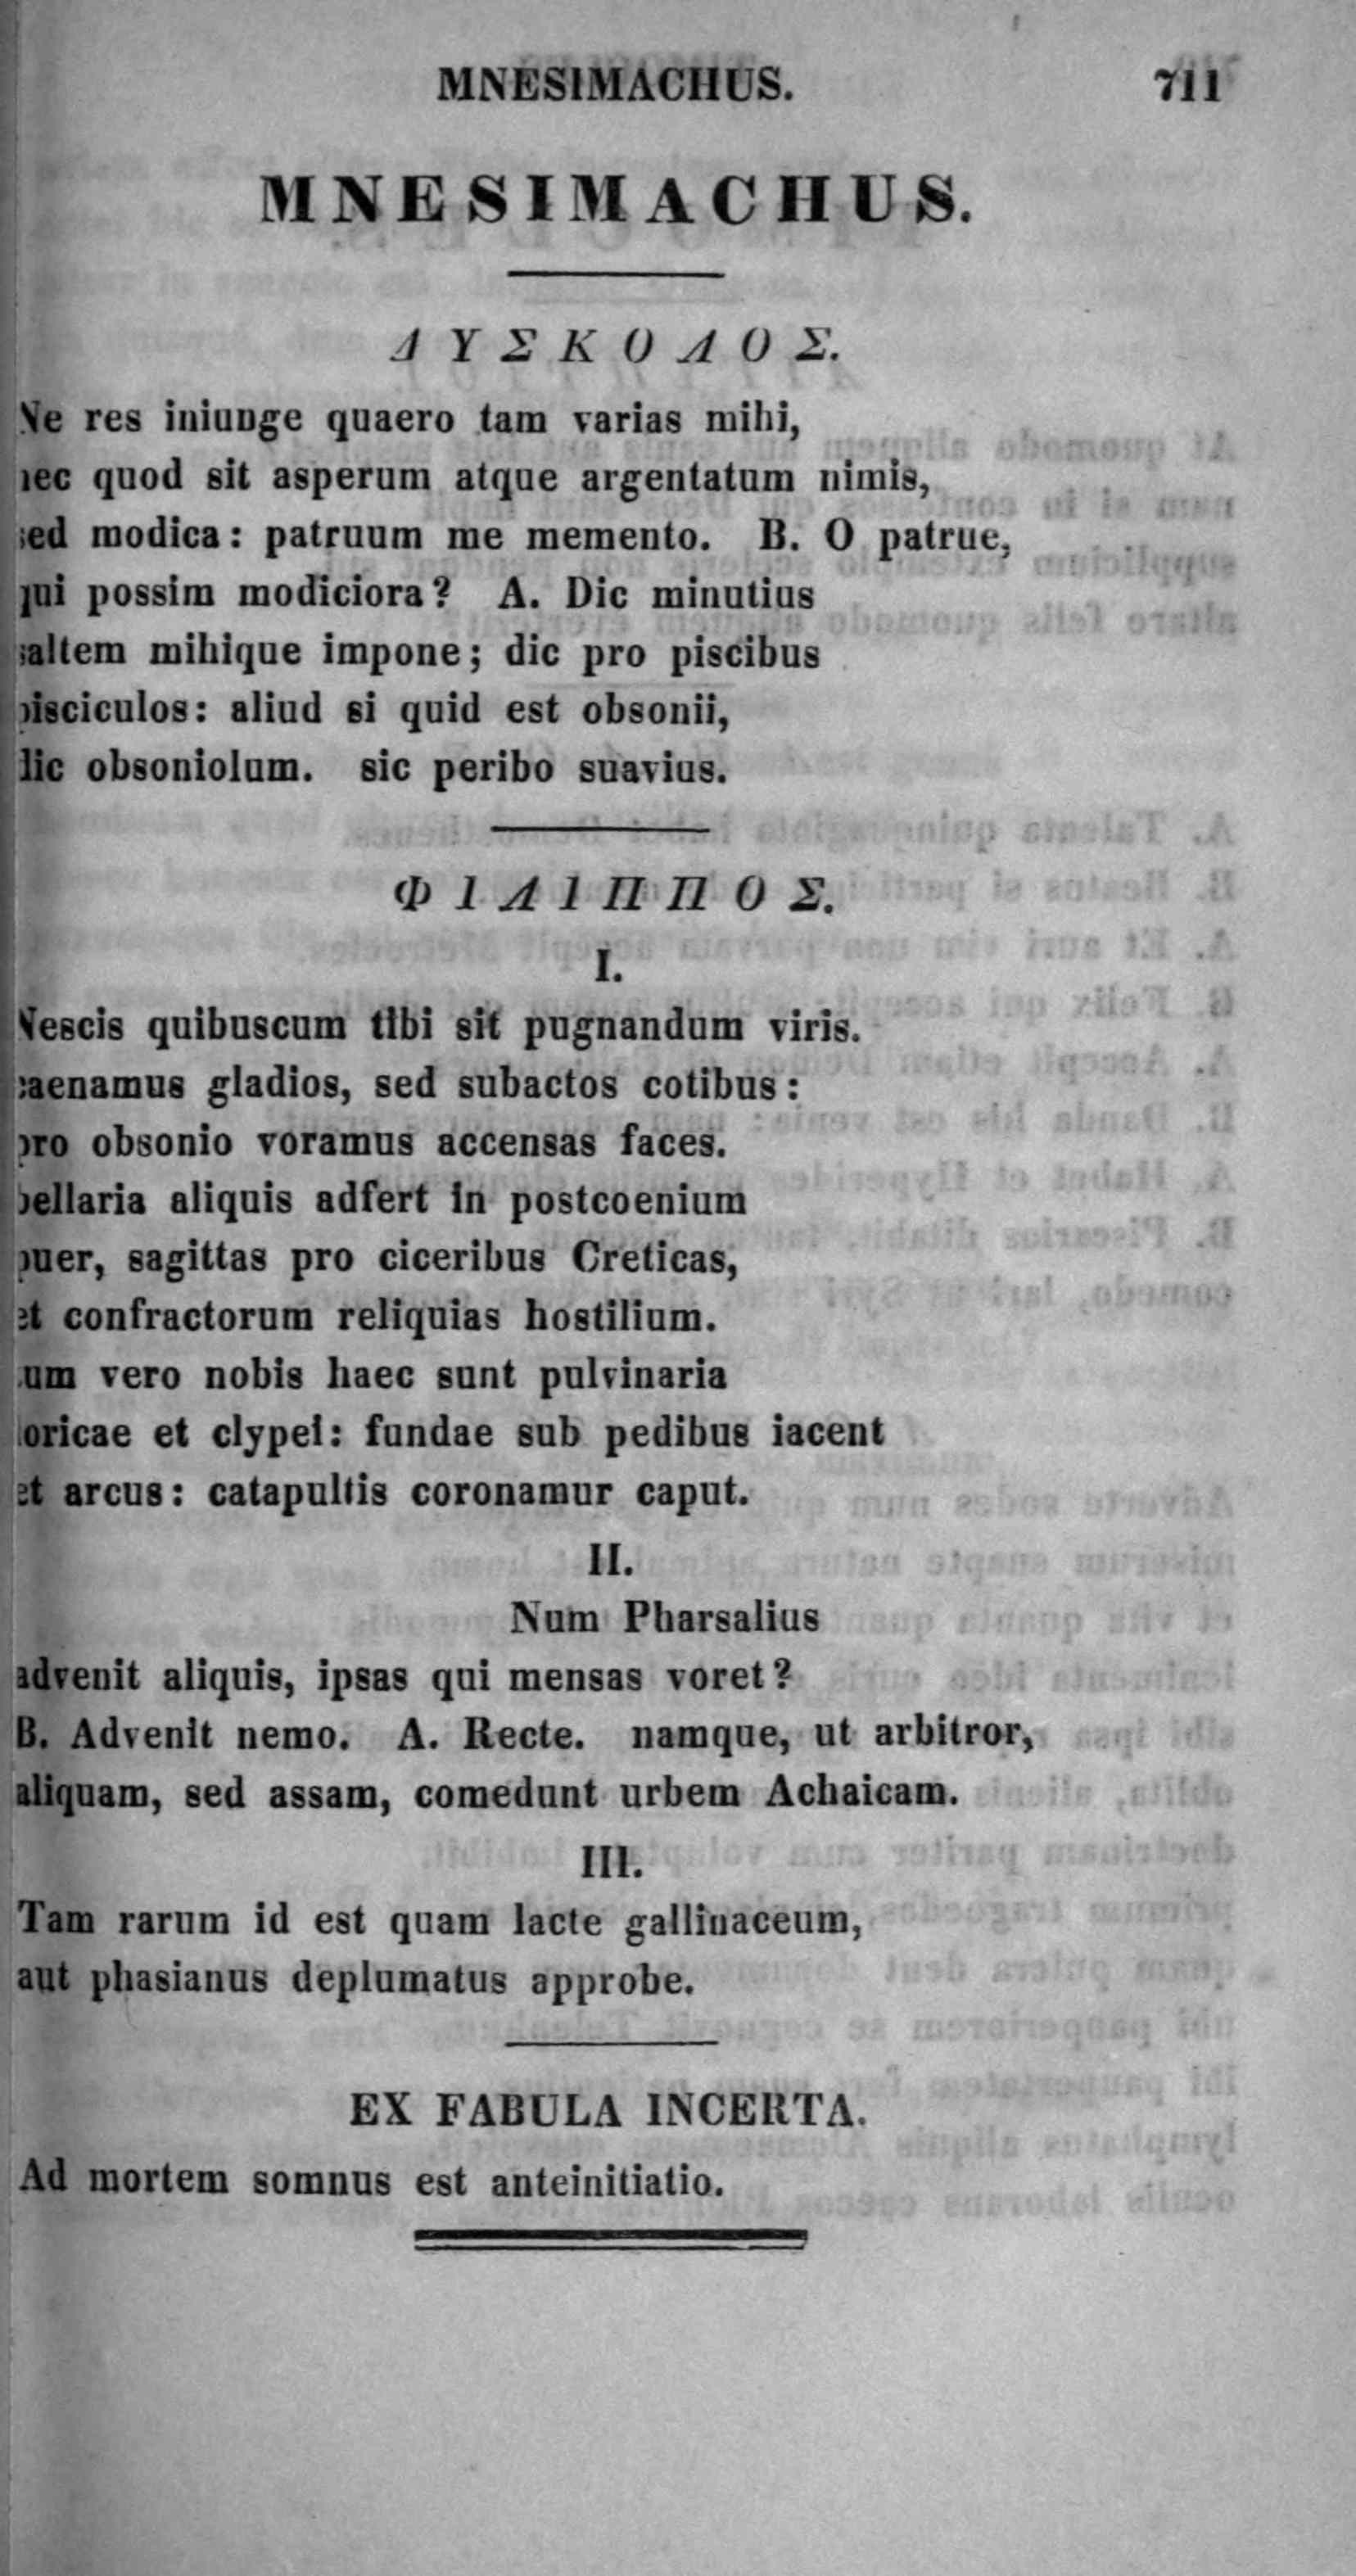 MNESIMACHUS. 711
MNESIMACHUS.
ΔΥΣΚΟΛΟΣ.
Ne res iniunge quaero tam varias mihi,
nec quod sit asperum atque argentatum nimis,
sed modica: patruum me memento. B. O patrue,
qui possim modiciora? A. Dic minutius
saltem mihique impone; dic pro piscibus
pisciculos: aliud si quid est obsonii,
dic obsoniolum. sic peribo suavius.
ΦΙΛΙΠΠΟΣ.
I.
Nescis quibuscum tibi sit pugnandum viris.
caenamus gladios, sed subactos cotibus:
pro obsonio voramus accensas faces.
bellaria aliquis adfert in postcoenium
puer, sagittas pro ciceribus Creticas,
et confractorum reliquias hostilium.
tum vero nobis haec sunt pulvinaria
loricae et clypei: fundae sub pedibus iacent
et arcus: catapultis coronamur caput.
II.
Num Pharsalius
advenit aliquis, ipsas qui mensas voret?
B. Advenit nemo. A. Recte. namque, ut arbitror,
aliquam, sed assam, comedunt urbem Achaicam.
III.
Tam rarum id est quam lacte gallinaceum,
aut phasianus deplumatus approbe.
EX FABULA INCERTA.
Ad mortem somnus est anteinitiatio.